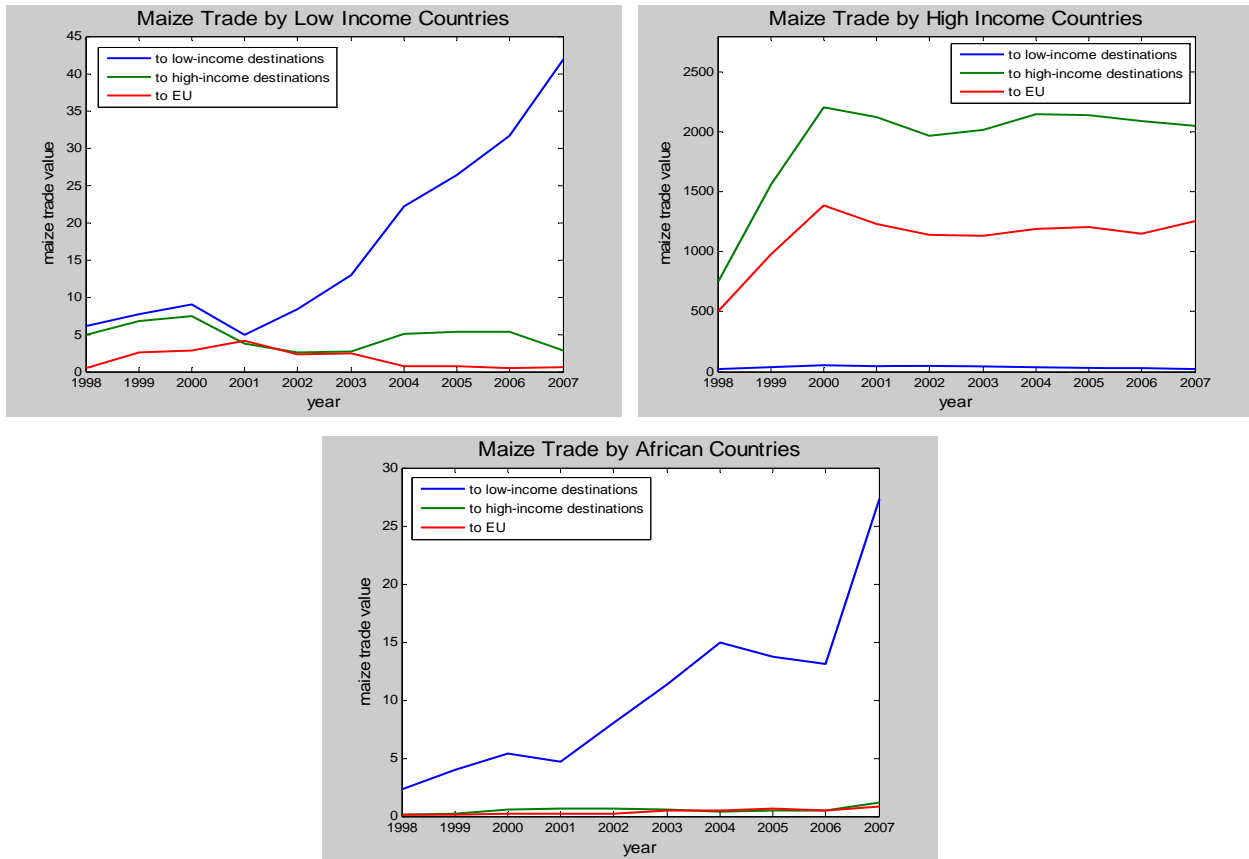 Maize Trade by Low Income Countries
45
40
35
30
25
20
15
10
5
0
maize trade value
to low-income destinations
to high-income destinations
to EU
1998 1999 2000 2001 2002 2003 2004 2005 2006 2007
year
Maize Trade by High Income Countries
2500
2000
1500
1000
500
0
maize trade value
to low-income destinations
to high-income destinations
to EU
1998 1999 2000 2001 2002 2003 2004 2005 2006 2007
year
Maize Trade by African Countries
30
25
20
15
10
5
0
maize trade value
to low-income destinations
to high-income destinations
to EU
1998 1999 2000 2001 2002 2003 2004 2005 2006 2007
year